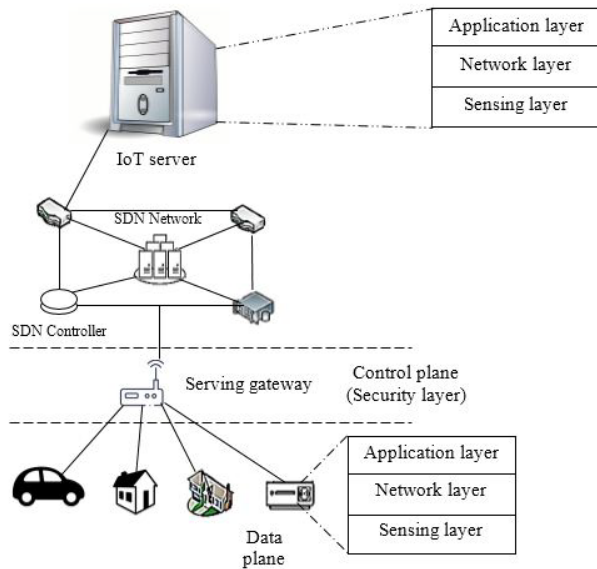 Application layer
Network layer
Sensing layer
IoT server
SDN Network
SDN Controller
Serving gateway
Control plane
(Security layer)
Application layer
Network layer
Sensing layer
Data
plane